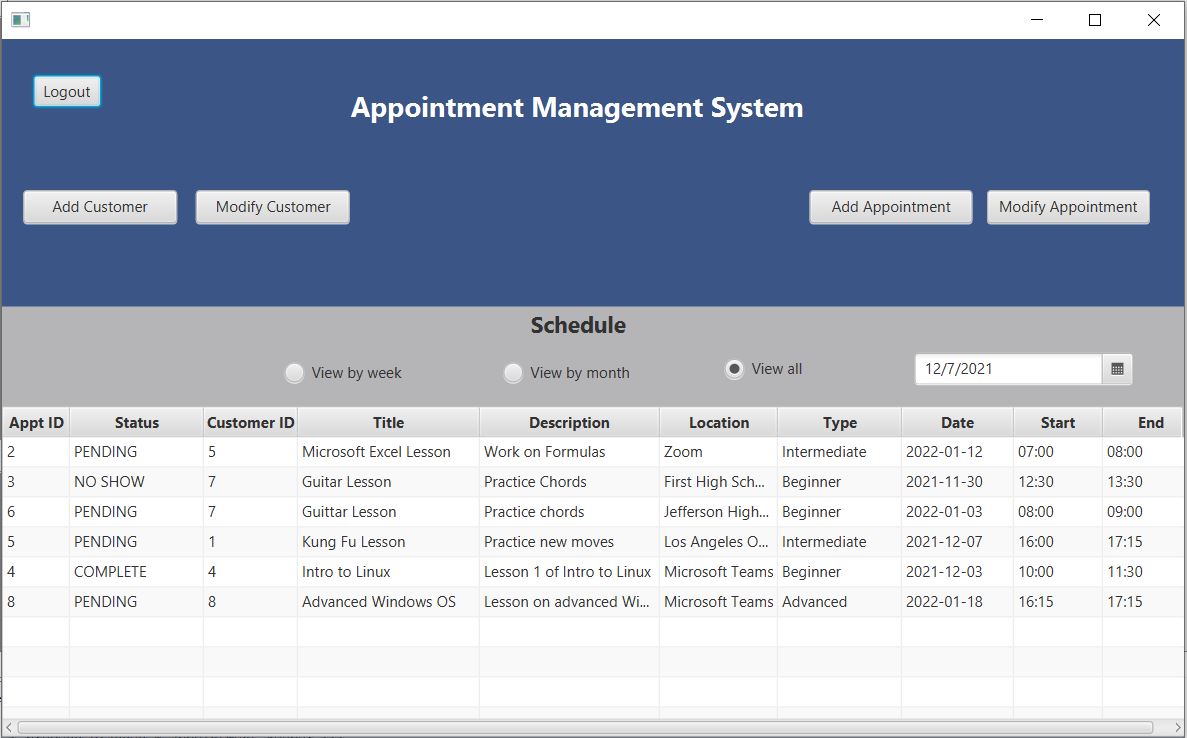 Logout
Appointment Management System
Add Customer Modify Customer Add Appointment Modify Appointment
Schedule
View by week View by month View all 12/7/2021
Appt ID Status Customer ID Title Description Location Type Date Start End
2 PENDING 5 Microsoft Excel Lesson Work on Formulas Zoom Intermediate 2022-01-12 07:00 08:00
3 NO SHOW 7 Guitar Lesson Practice Chords First High Sch... Beginner 2021-11-30 12:30 13:30
6 PENDING 7 Guittar Lesson Practice chords Jefferson High... Beginner 2022-01-03 08:00 09:00
5 PENDING 1 Kung Fu Lesson Practice new moves Los Angeles O... Intermediate 2021-12-07 16:00 17:15
4 COMPLETE 4 Intro to Linux Lesson 1 of Intro to Linux Microsoft Teams Beginner 2021-12-03 10:00 11:30
8 PENDING 8 Advanced Windows OS Lesson on advanced Wi... Microsoft Teams Advanced 2022-01-18 16:15 17:15